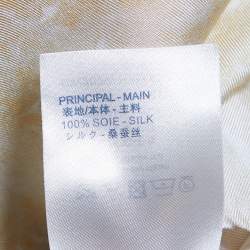 PRINCIPAL - MAIN
表地/本体 - 主料
100% SOIE - SILK
シルク - 桑蚕丝